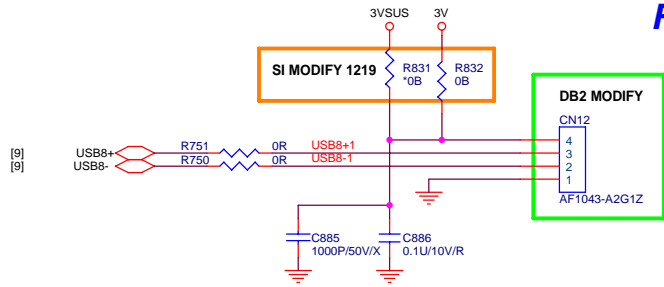 3VSUS 3V
SI MODIFY 1219
R831
*0B
R832
0B
DB2 MODIFY
CN12
[9] USB8+ R751 0R USB8+1
[9] USB8- R750 0R USB8-1
4
3
2
1
AF1043-A2G1Z
C885
1000P/50V/X
C886
0.1U/10V/R